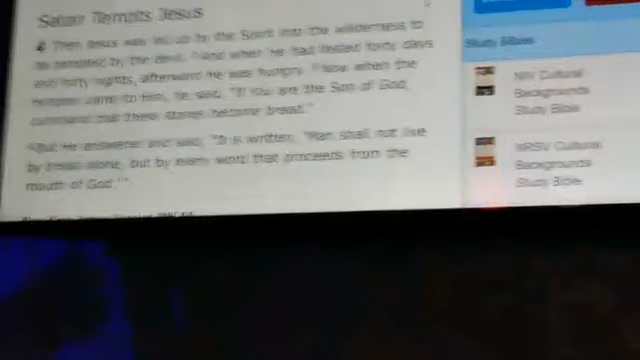 Satan Tempts Jesus
4 Then Jesus was led up by the Spirit into the wilderness to
be tempted by the devil. And when He had fasted forty days
and forty nights, afterward He was hungry. Now when the
tempter came to Him, he said, "If You are the Son of God,
command that these stones become bread."
But He answered and said, "It is written, 'Man shall not live
by bread alone, but by every word that proceeds from the
mouth of God.'"
Study Bibles
NIV Cultural
Backgrounds
Study Bible
NRSV Cultural
Backgrounds
Study Bible